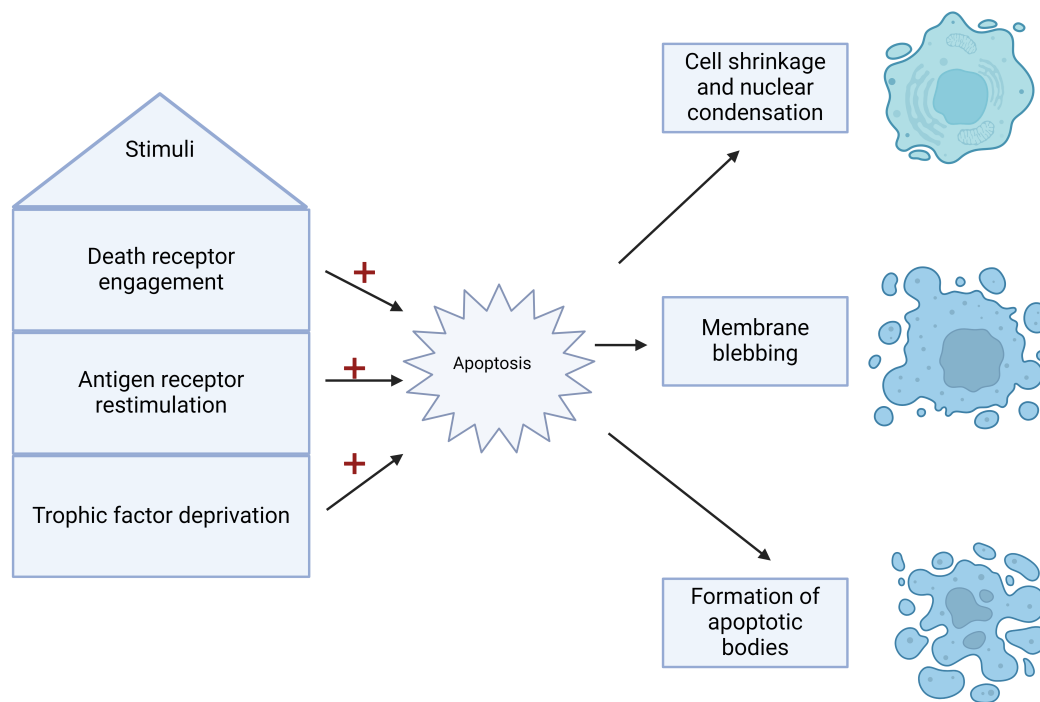 Stimuli
Death receptor
engagement
Antigen receptor
restimulation
Trophic factor deprivation
+
+
+
Apoptosis
Cell shrinkage
and nuclear
condensation
Membrane
blebbing
Formation of
apoptotic
bodies